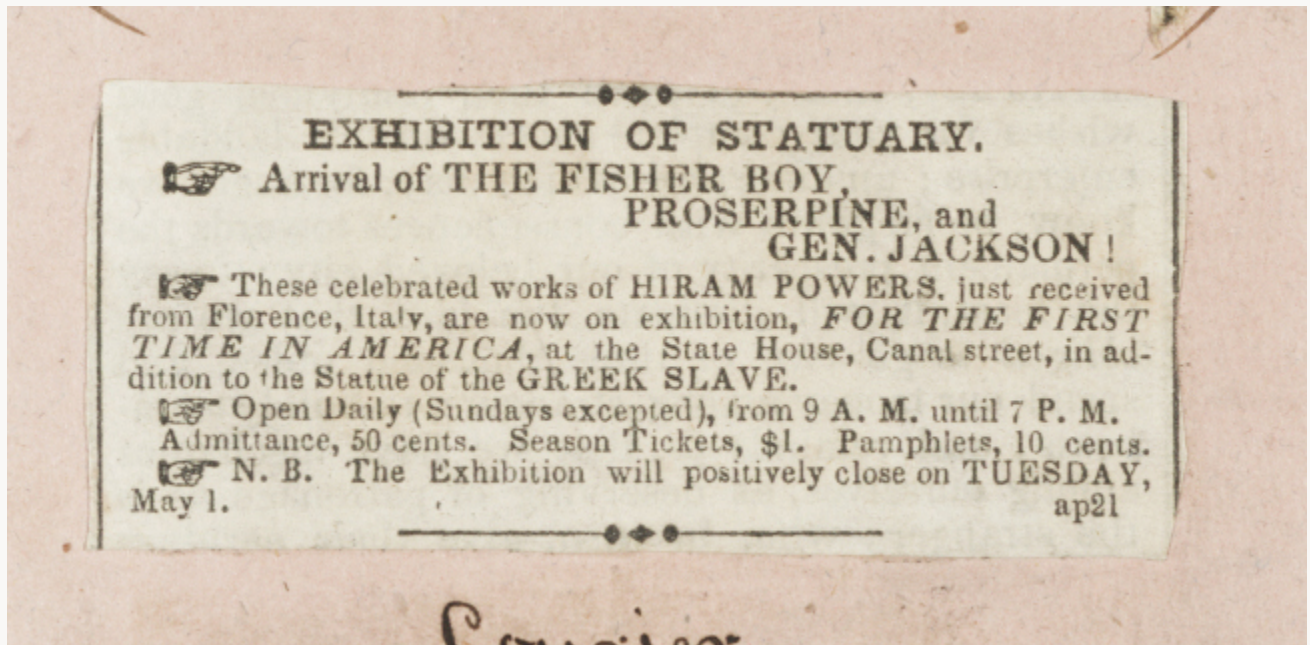 EXHIBITION OF STATUARY.
☞ Arrival of THE FISHER BOY,
PROSERPINE, and
GEN. JACKSON!
☞ These celebrated works of HIRAM POWERS. just received
from Florence, Italy, are now on exhibition, FOR THE FIRST
TIME IN AMERICA, at the State House, Canal street, in ad-
dition to the Statue of the GREEK SLAVE.
☞ Open Daily (Sundays excepted), from 9 A. M. until 7 P. M.
Admittance, 50 cents. Season Tickets, $1. Pamphlets, 10 cents.
☞ N. B. The Exhibition will positively close on TUESDAY,
May 1. ap21